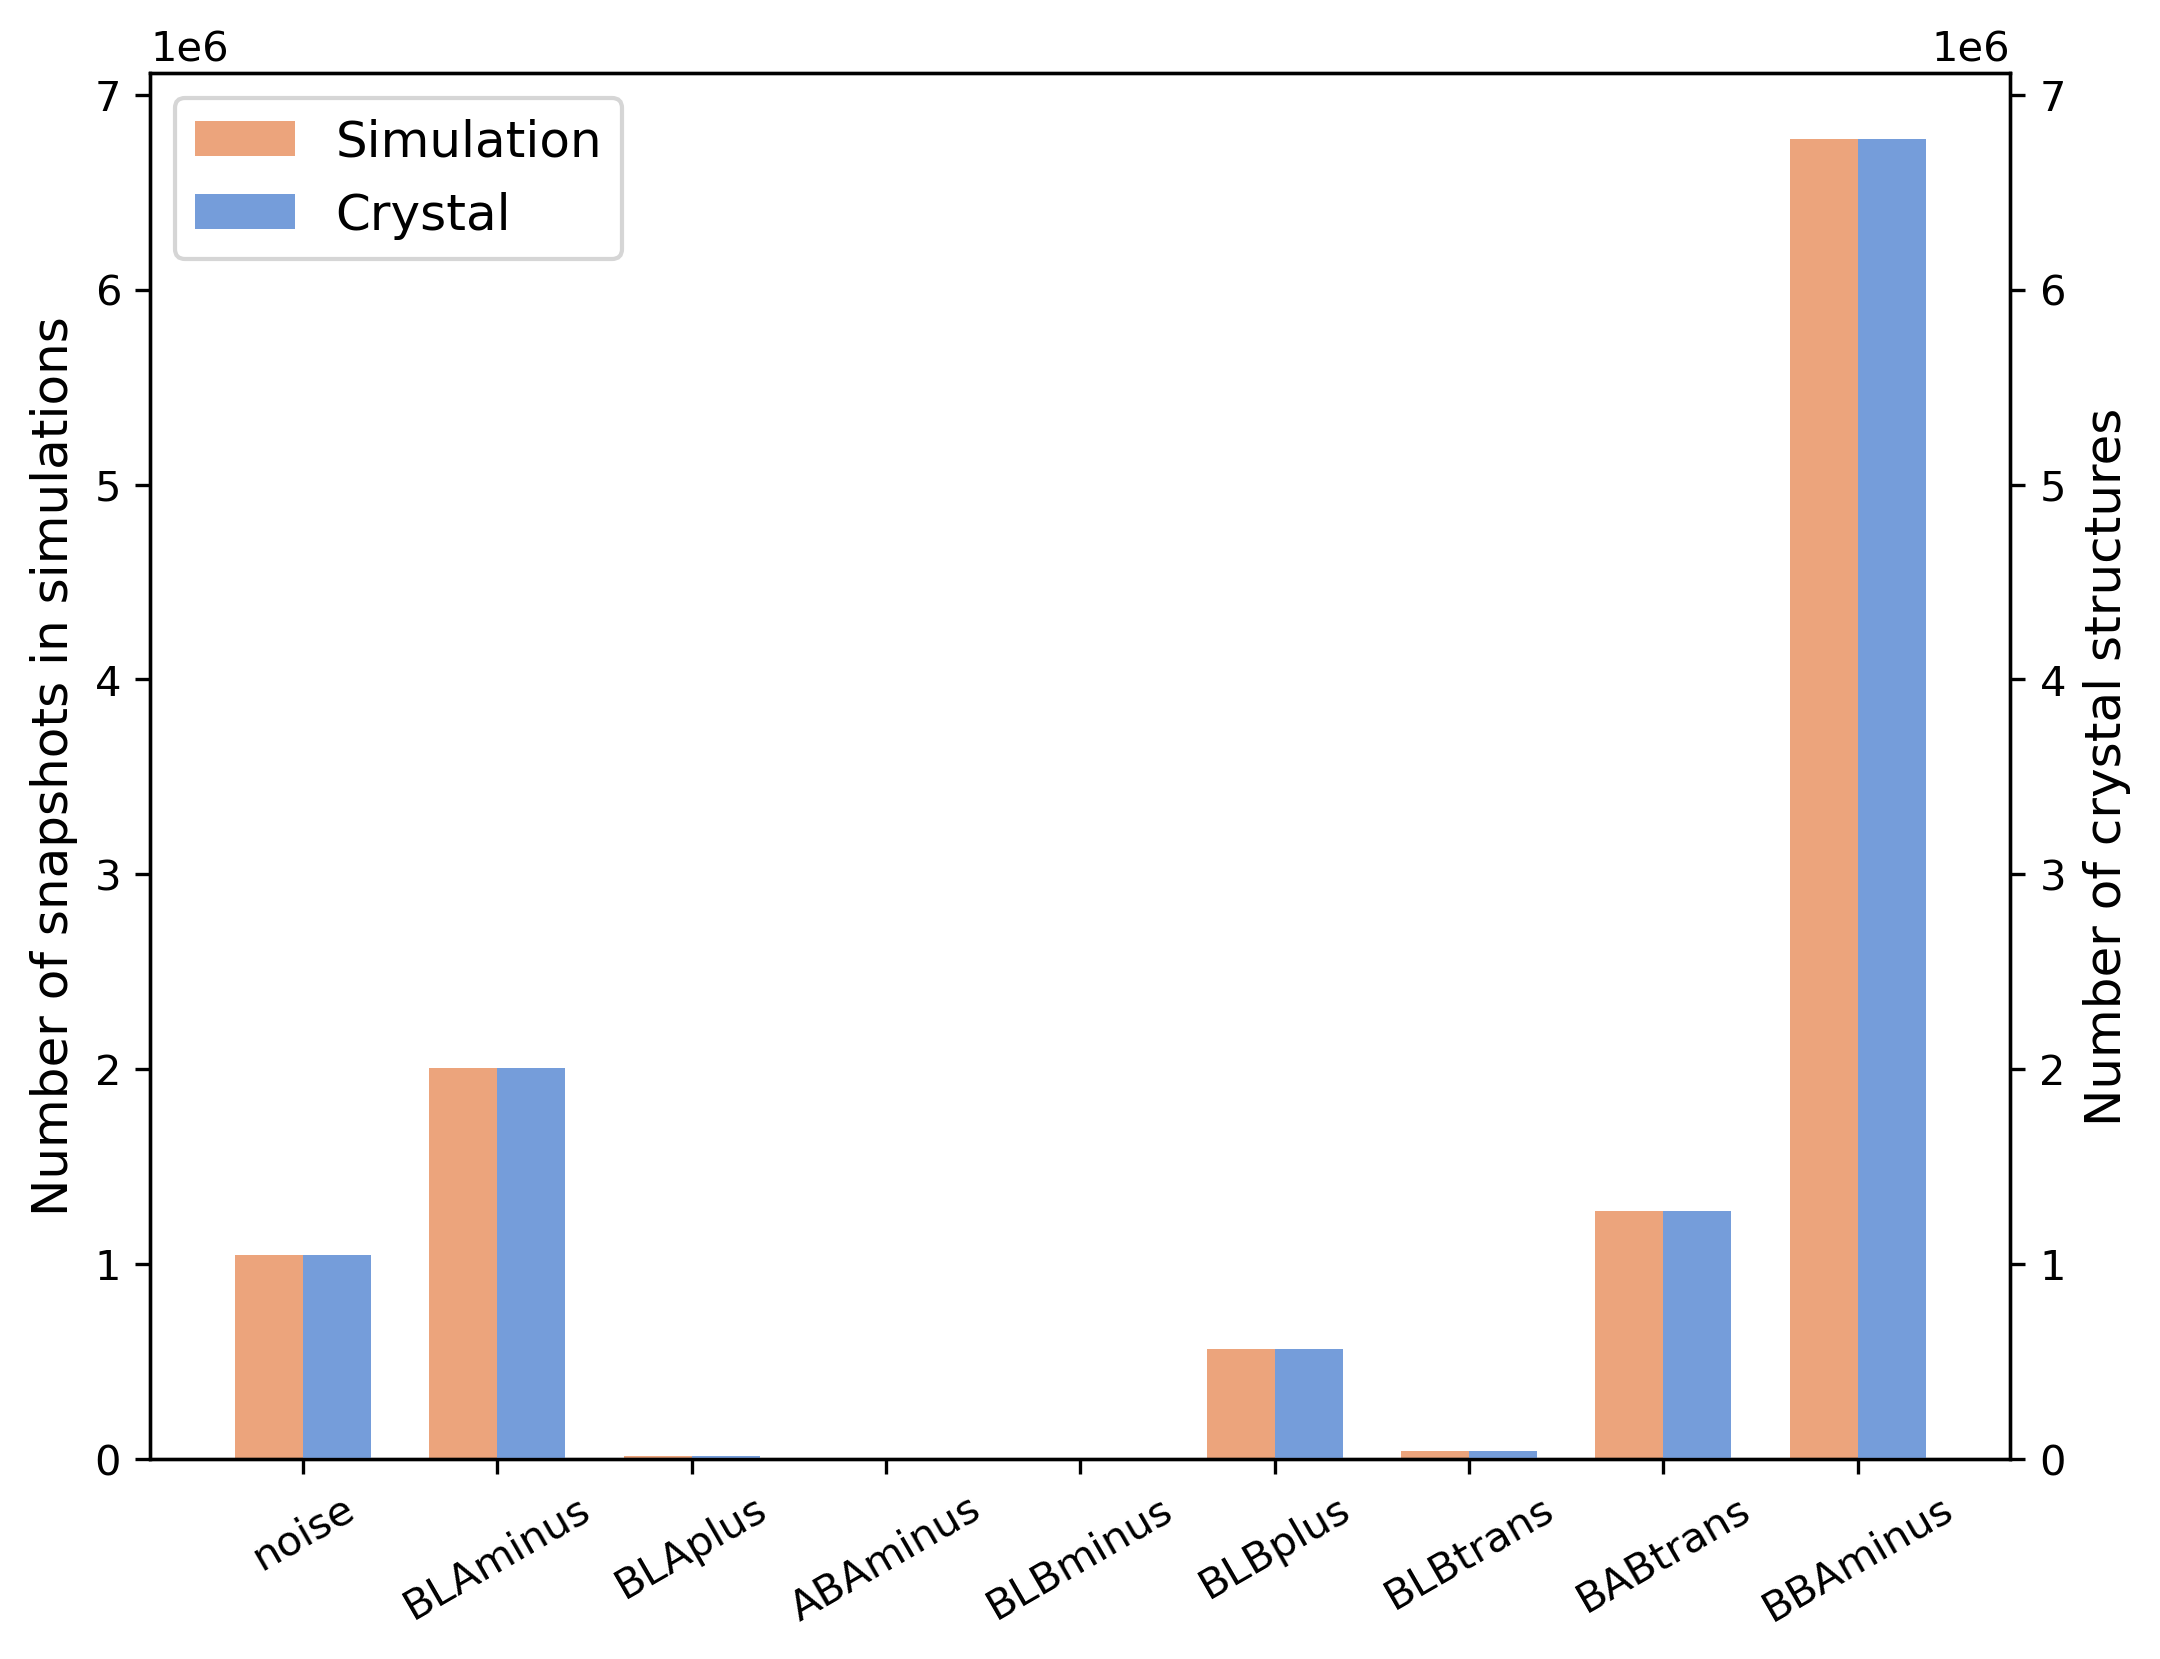 1e6
1e6
7
6
5
4
3
2
1
0
Number of snapshots in simulations
Simulation
Crystal
7
6
5
4
3
2
1
0
Number of crystal structures
noise
BLAminus
BLAplus
ABAminus
BLBminus
BLBplus
BLBtrans
BABtrans
BBAminus